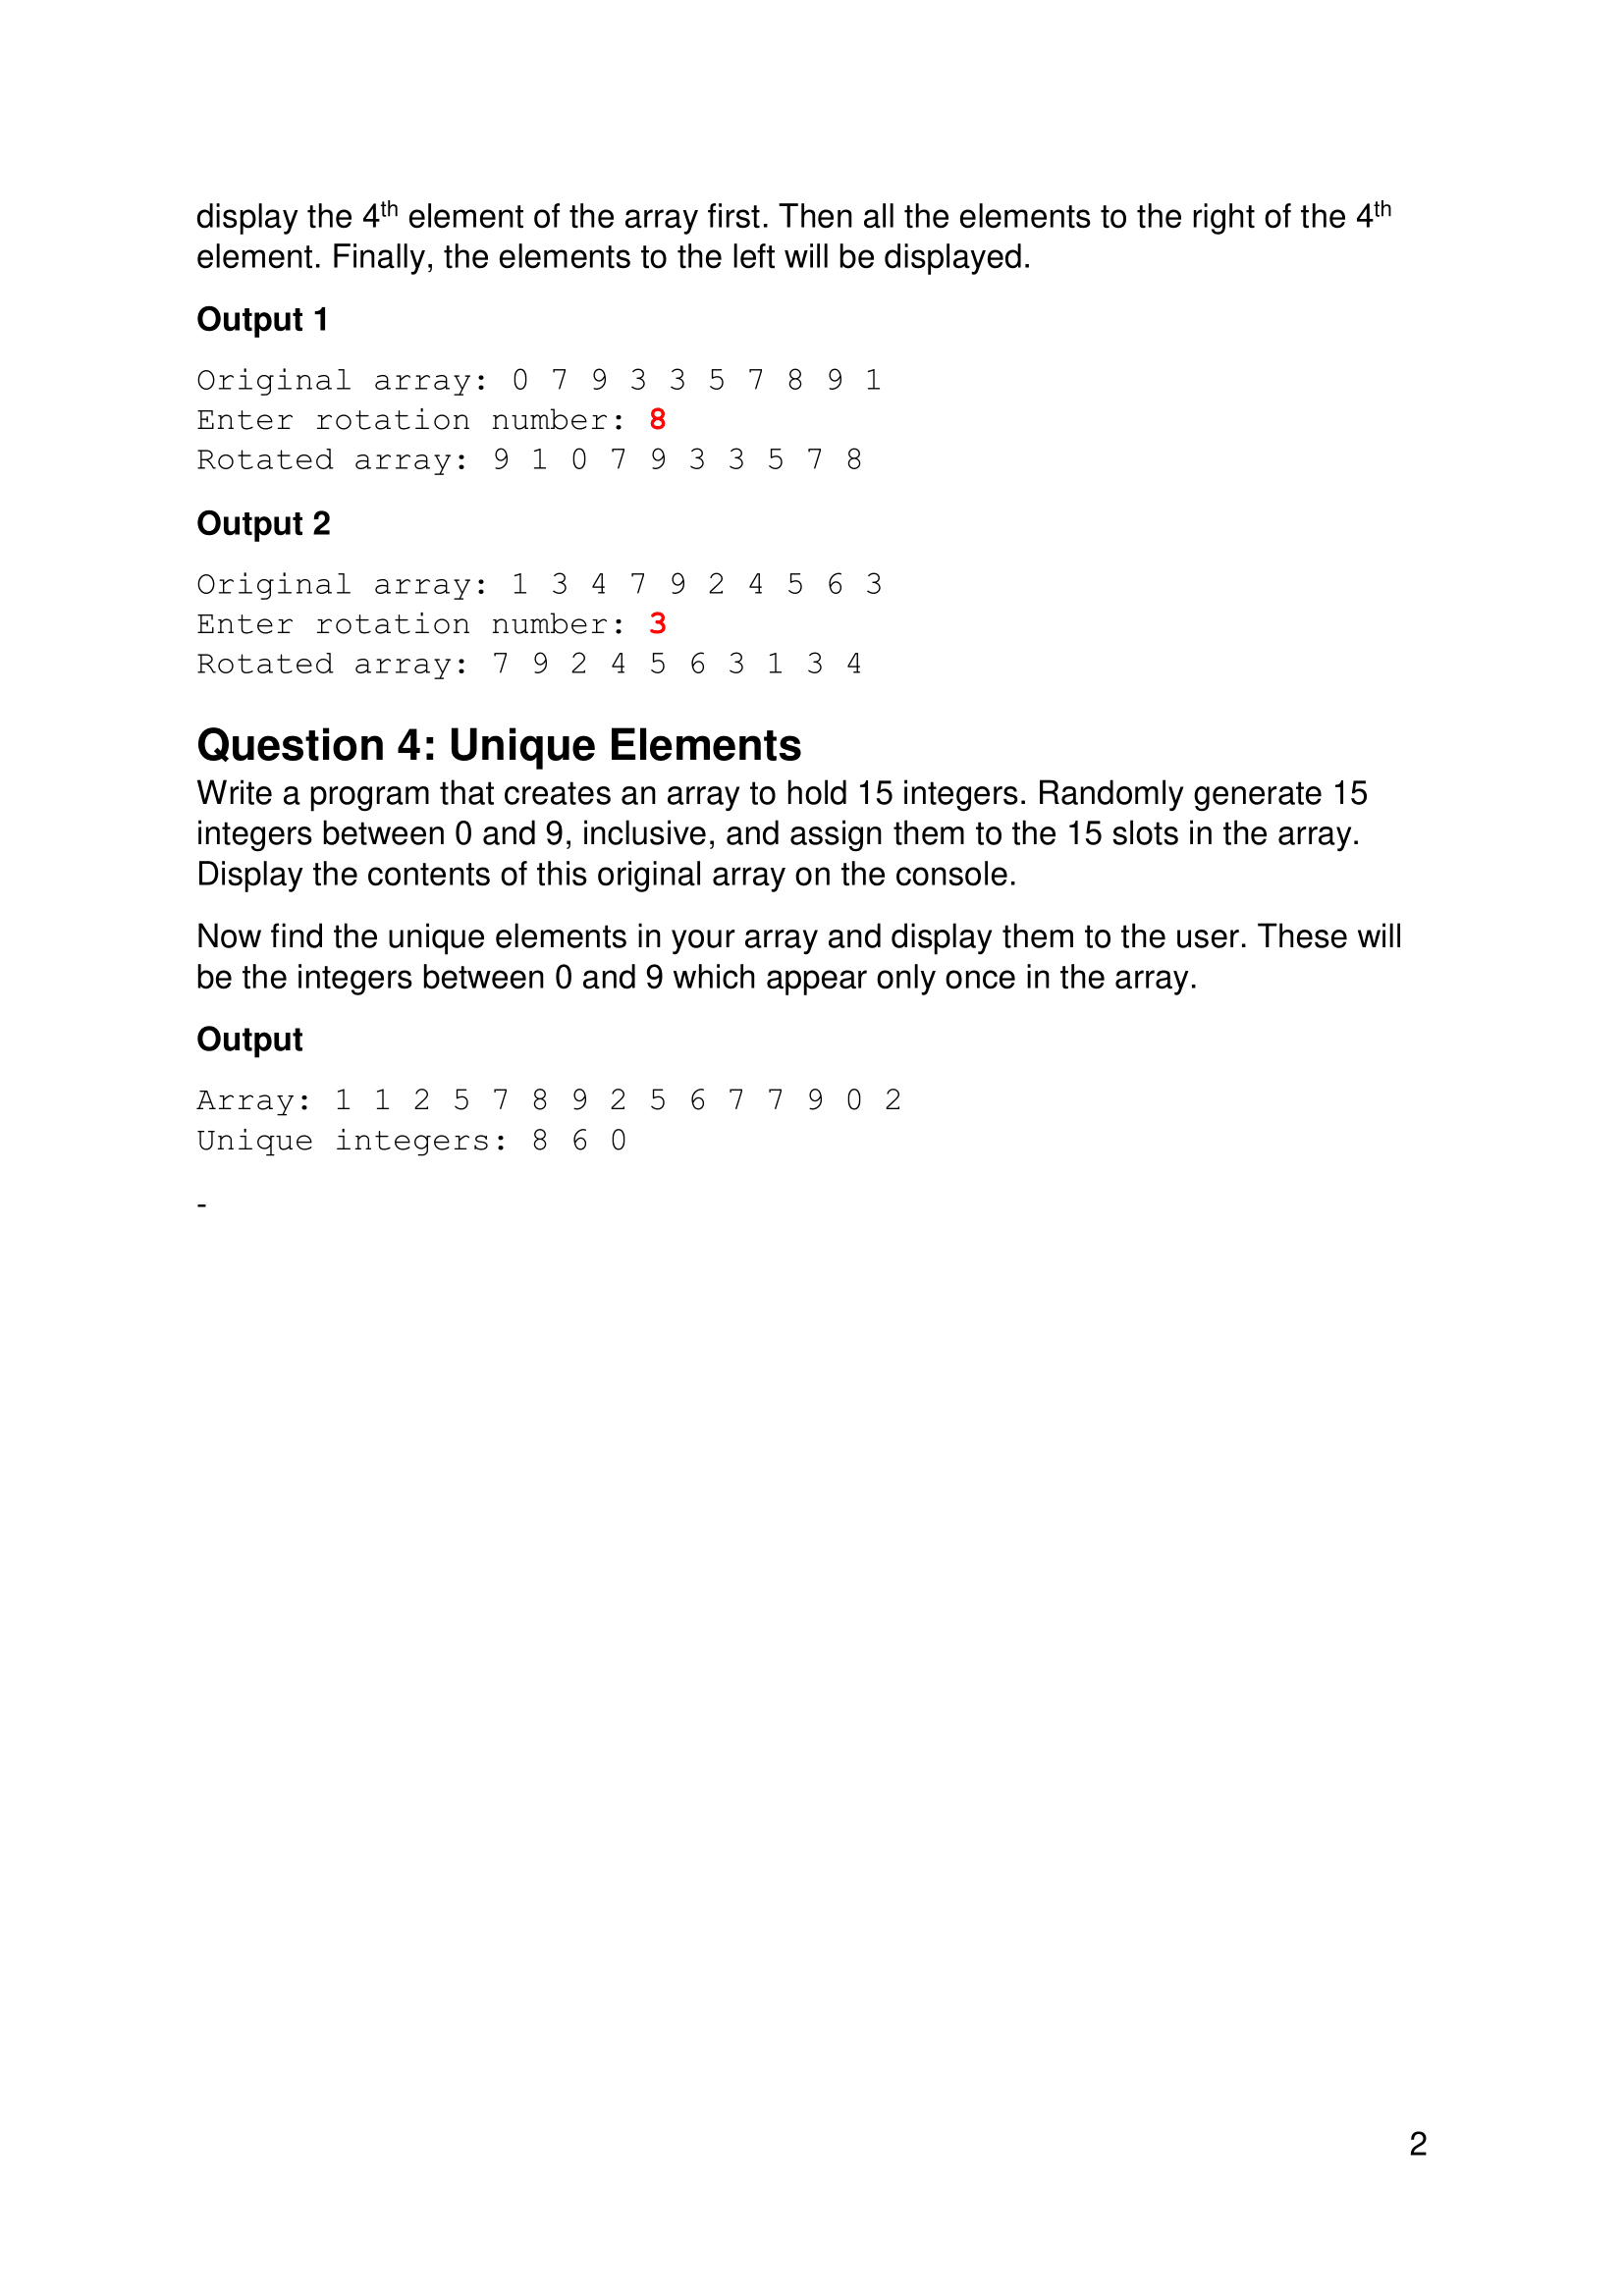 display the 4th element of the array first. Then all the elements to the right of the 4th
element. Finally, the elements to the left will be displayed.
Output 1
Original array: 0 7 9 3 3 5 7 8 9 1
Enter rotation number: 8
Rotated array: 9 1 0 7 9 3 3 5 7 8
Output 2
Original array: 1 3 4 7 9 2 4 5 6 3
Enter rotation number: 3
Rotated array: 7 9 2 4 5 6 3 1 3 4
Question 4: Unique Elements
Write a program that creates an array to hold 15 integers. Randomly generate 15
integers between 0 and 9, inclusive, and assign them to the 15 slots in the array.
Display the contents of this original array on the console.
Now find the unique elements in your array and display them to the user. These will
be the integers between 0 and 9 which appear only once in the array.
Output
Array: 1 1 2 5 7 8 9 2 5 6 7 7 9 0 2
Unique integers: 8 6 0
-
2